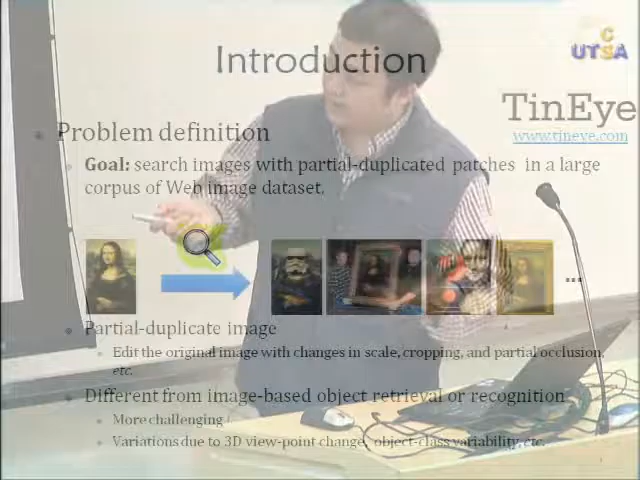 Introduction
C
UTSA
TinEye
www.tineye.com
Problem definition
Goal: search images with partial-duplicated patches in a large
corpus of Web image dataset.
...
Partial-duplicate image
Edit the original image with changes in scale, cropping, and partial occlusion,
etc.
Different from image-based object retrieval or recognition
More challenging
Variations due to 3D view-point change, object-class variability, etc.